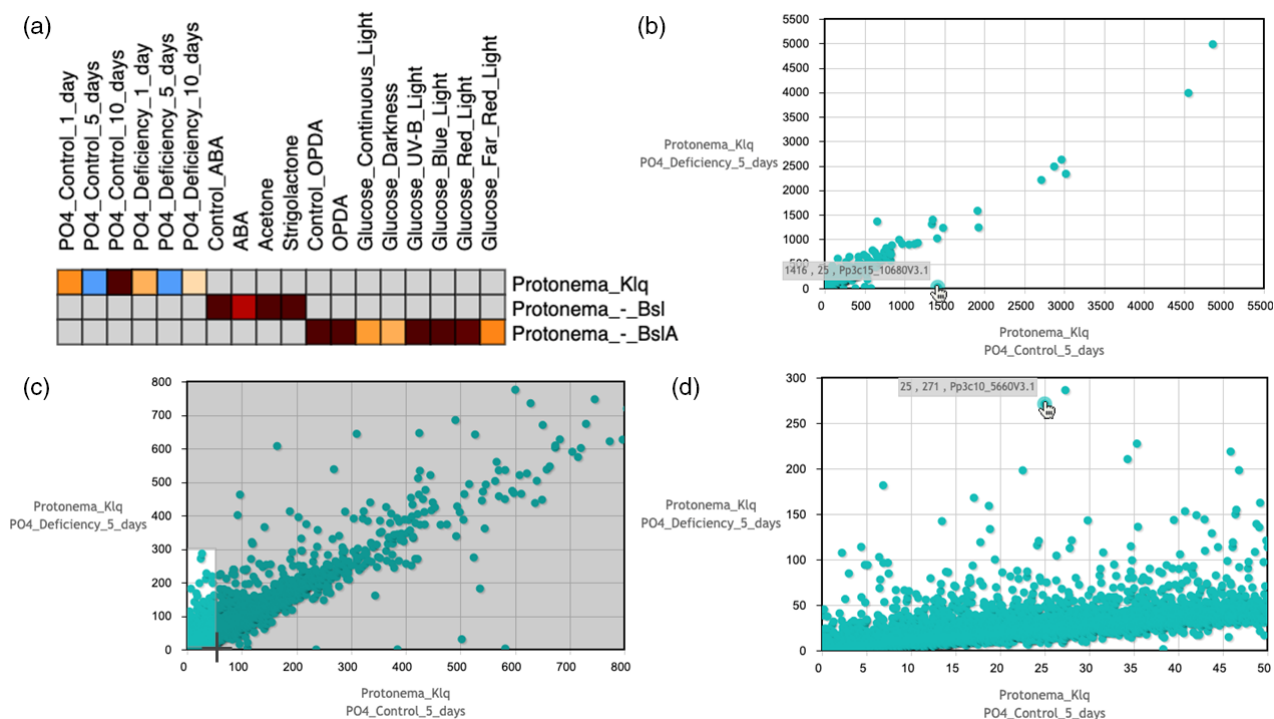 (a)
PO4_Control_1_day
PO4_Control_5_days
PO4_Control_10_days
PO4_Deficiency_1_day
PO4_Deficiency_5_days
PO4_Deficiency_10_days
Control_ABA
ABA
Acetone
Strigolactone
Control_OPDA
OPDA
Glucose_Continuous_Light
Glucose_Darkness
Glucose_UV-B_Light
Glucose_Blue_Light
Glucose_Red_Light
Glucose_Far_Red_Light
Protonema_Klq
Protonema_-_Bsl
Protonema_-_BslA
(b)
5500
5000
4500
4000
3500
3000
2500
2000
1500
1000
500
0
Protonema_Klq
PO4_Deficiency_5_days
1416 , 25 , Pp3c15_10680V3.1
0 500 1000 1500 2000 2500 3000 3500 4000 4500 5000 5500
Protonema_Klq
PO4_Control_5_days
(c)
800
700
600
500
400
300
200
100
0
Protonema_Klq
PO4_Deficiency_5_days
0 100 200 300 400 500 600 700 800
Protonema_Klq
PO4_Control_5_days
(d)
300
250
200
150
100
50
0
25 , 271 , Pp3c10_5660V3.1
Protonema_Klq
PO4_Deficiency_5_days
0 5 10 15 20 25 30 35 40 45 50
Protonema_Klq
PO4_Control_5_days